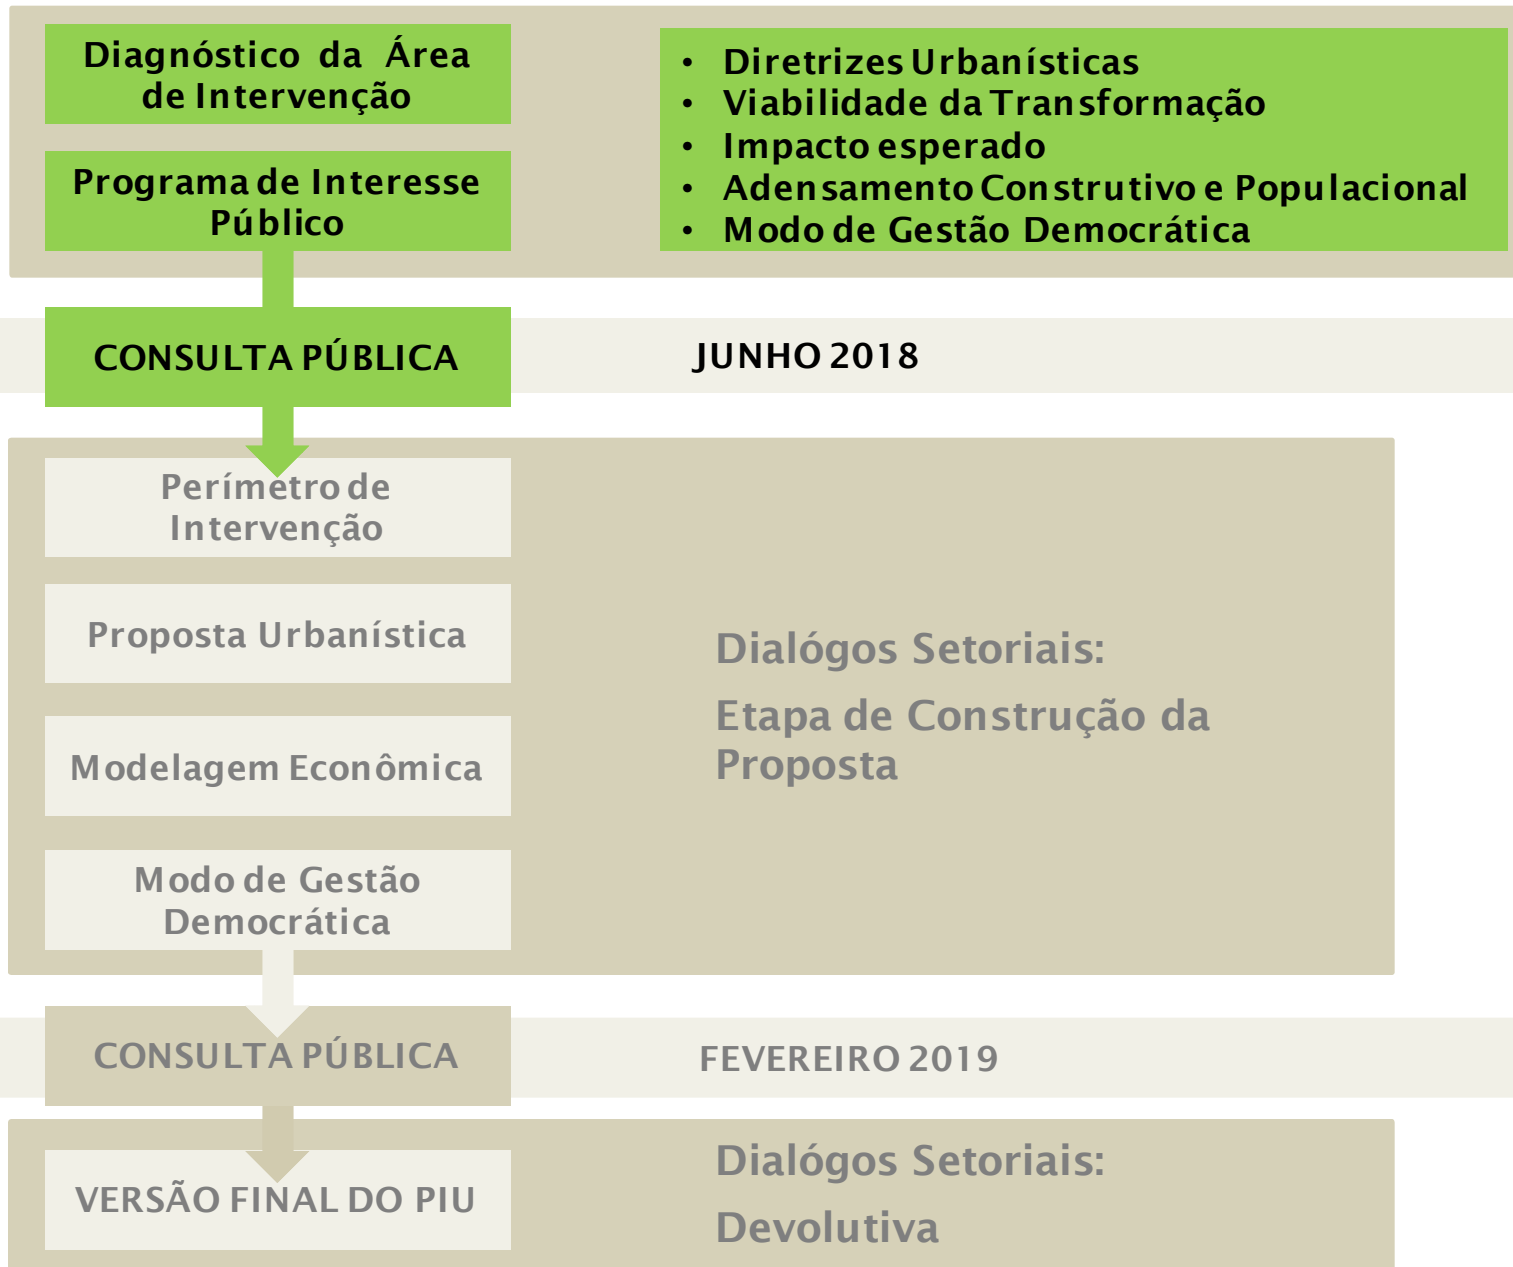 Diagnóstico da Área
de Intervenção
Programa de Interesse
Público
• Diretrizes Urbanísticas
• Viabilidade da Transformação
• Impacto esperado
• Adensamento Construtivo e Populacional
• Modo de Gestão Democrática
CONSULTA PÚBLICA
JUNHO 2018
Perímetro de
Intervenção
Proposta Urbanística
Modelagem Econômica
Modo de Gestão
Democrática
Dialógos Setoriais:
Etapa de Construção da
Proposta
CONSULTA PÚBLICA
FEVEREIRO 2019
VERSÃO FINAL DO PIU
Dialógos Setoriais:
Devolutiva